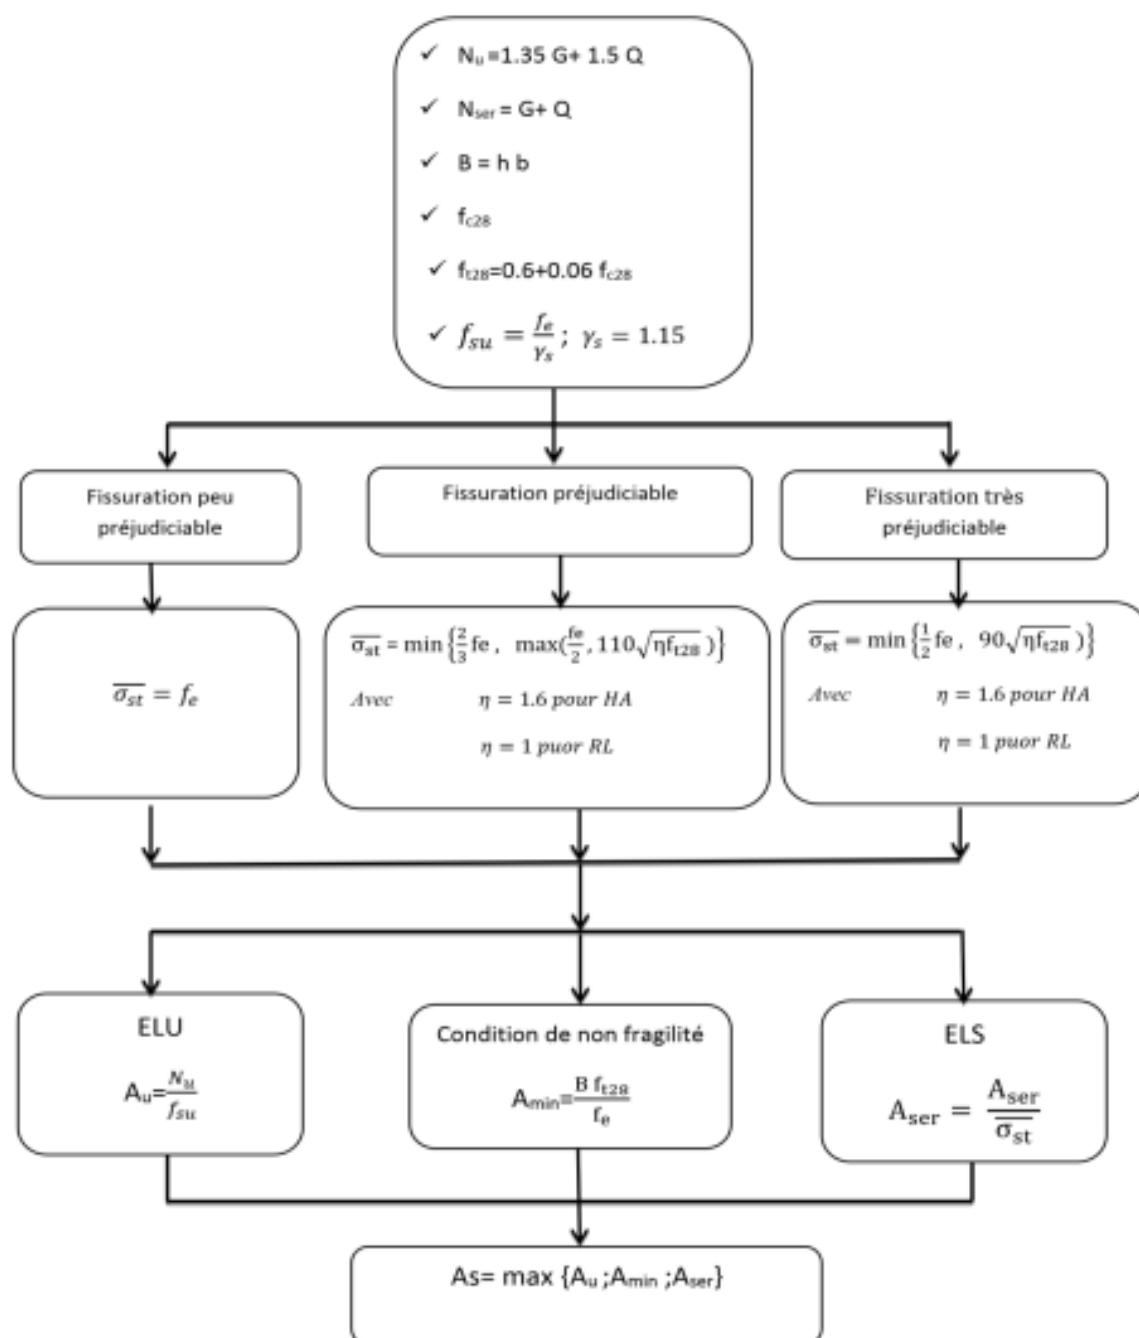 ✓ Nᵤ =1.35 G+ 1.5 Q
✓ Nser = G+ Q
✓ B = h b
✓ fc28
✓ ft28=0.6+0.06 fc28
✓ fsu = fe/γs ; γs = 1.15
Fissuration peu
préjudiciable
Fissuration préjudiciable
Fissuration très
préjudiciable
σst‾ = fe
σst‾ = min{2/3 fe , max(fe/2 , 110√ηft28 )}
Avec η = 1.6 pour HA
η = 1 puor RL
σst‾ = min{1/2 fe , 90√ηft28 )}
Avec η = 1.6 pour HA
η = 1 puor RL
ELU
Au=Nu/fsu
Condition de non fragilité
Amin=B ft28/fe
ELS
Aser = Aser/σst‾
As= max {Au ;Amin ;Aser}